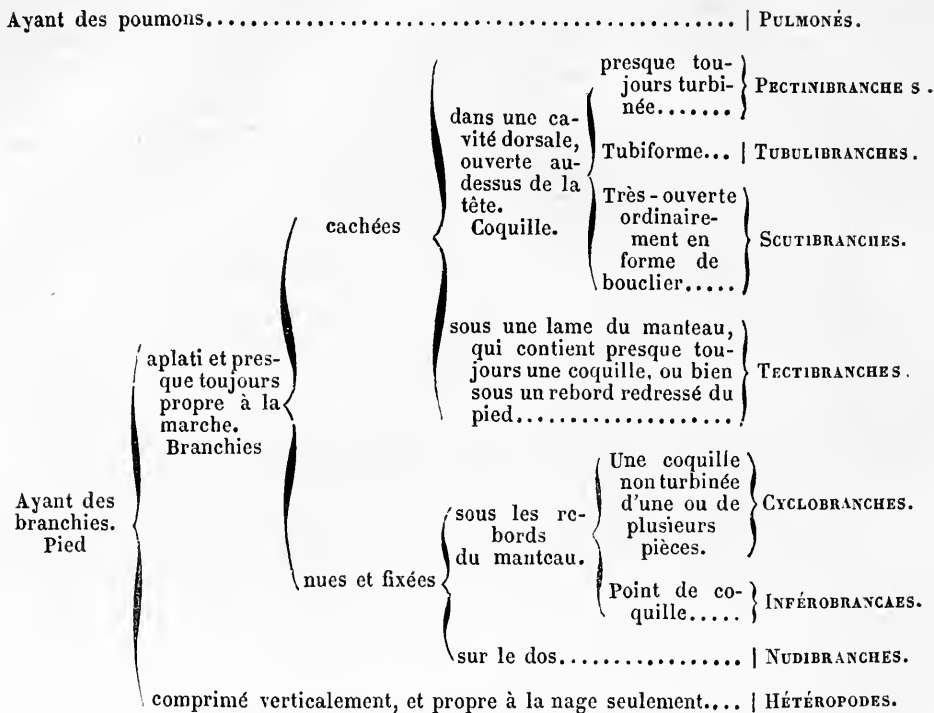 Ayant des poumons........................................................ | PULMONÉS.
presque tou-
jours turbi-
née.......
PECTINIBRANCHE S.
dans une ca-
vité dorsale,
ouverte au-
dessus de la
tête.
Coquille.
Tubiforme... | TUBULIBRANCHES.
Très-ouverte
ordinaire-
ment en
forme de
bouclier.....
SCUTIBRANCHES.
cachées
sous une lame du manteau,
qui contient presque tou-
jours une coquille, ou bien
sous un rebord redressé du
pied...................
TECTIBRANCHES.
aplati et pres-
que toujours
propre à la
marche.
Branchies
Ayant des
branchies.
Pied
Une coquille
non turbinée
d'une ou de
plusieurs
pièces.
CYCLOBRANCHES.
sous les re-
bords
du manteau.
nues et fixées
Point de co-
quille.....
INFÉROBRANCAES.
sur le dos................. | NUDIBRANCHES.
comprimé verticalement, et propre à la nage seulement.... | HÉTÉROPODES.